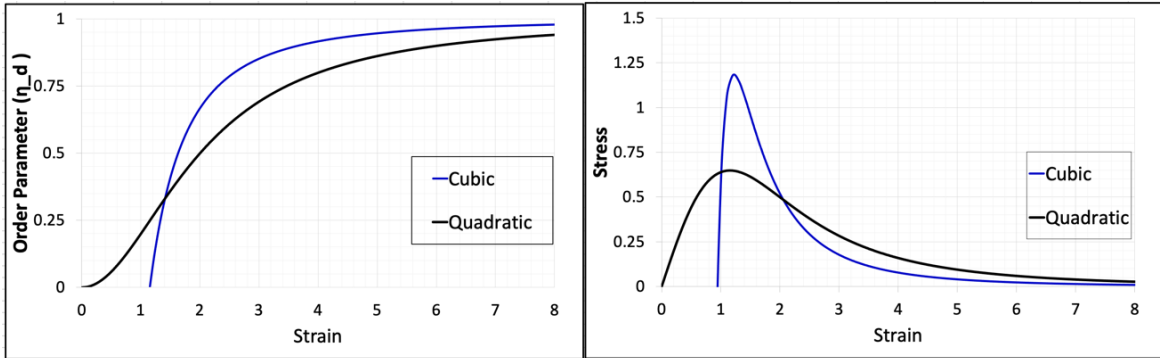 Order Parameter (η_d)
1
0.75
0.5
0.25
0
0 1 2 3 4 5 6 7 8
Strain
Cubic
Quadratic
Stress
1.5
1.25
1
0.75
0.5
0.25
0
0 1 2 3 4 5 6 7 8
Strain
Cubic
Quadratic